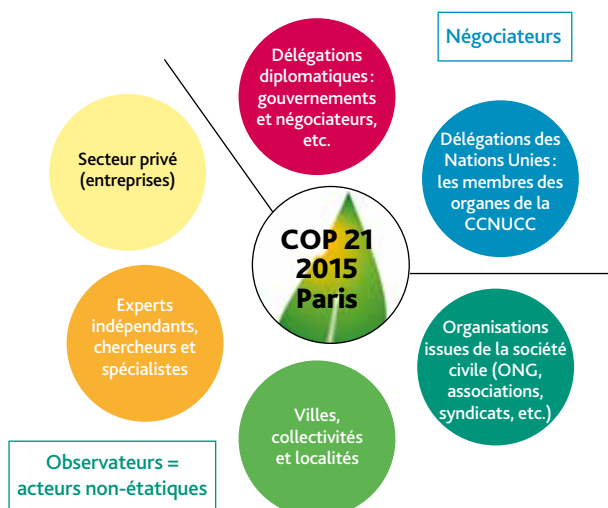 Négociateurs
Délégations
diplomatiques :
gouvernements
et négociateurs,
etc.
Délégations des
Nations Unies :
les membres des
organes de la
CCNUCC
Secteur privé
(entreprises)
COP 21
2015
Paris
Experts
indépendants,
chercheurs et
spécialistes
Organisations
issues de la société
civile (ONG,
associations,
syndicats, etc.)
Villes,
collectivités
et localités
Observateurs =
acteurs non-étatiques